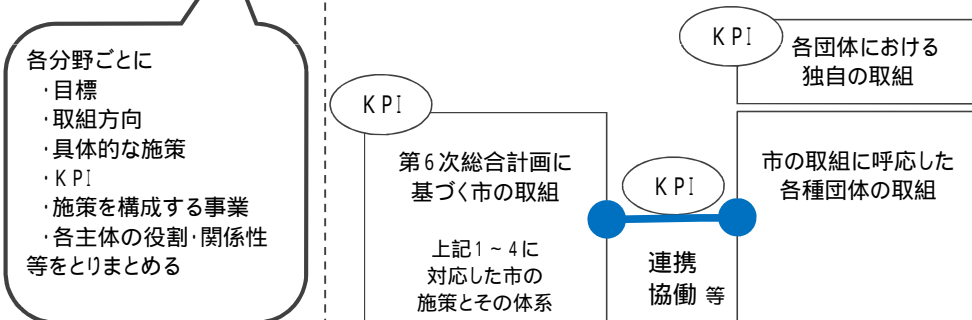 各分野ごとに
・目標
・取組方向
・具体的な施策
・KPI
・施策を構成する事業
・各主体の役割・関係性
等をとりまとめる
KPI
第6次総合計画に
基づく市の取組
上記1~4に
対応した市の
施策とその体系
KPI
連携
協働 等
KPI
各団体における
独自の取組
市の取組に呼応した
各種団体の取組